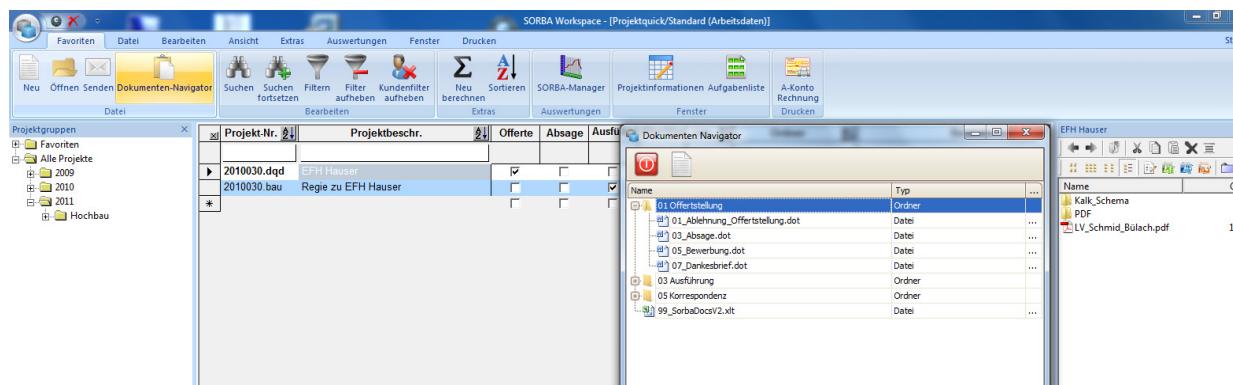 SORBA Workspace - [Projektquick/Standard (Arbeitsdaten)]
Favoriten Datei Bearbeiten Ansicht Extras Auswertungen Fenster Drucken St
Neu Öffnen Senden Dokumenten-Navigator Suchen Suchen fortsetzen Filtern Filter aufheben Kundenfilter aufheben Neu berechnen Sortieren SORBA-Manager Projektinformationen Aufgabenliste A-Konto Rechnung
Datei Bearbeiten Extras Auswertungen Fenster Drucken
Projektgruppen
Favoriten
Alle Projekte
2009
2010
2011
Hochbau
Projekt-Nr. Projektbeschr. Offerte Absage Ausfü
2010030.dqd EFH Hauser
2010030.bau Regie zu EFH Hauser
Dokumenten Navigator
Name Typ ...
01 Offertstellung Ordner
01_Ablehnung_Offertstellung.dot Datei ...
03_Absage.dot Datei ...
05_Bewerbung.dot Datei ...
07_Dankesbrief.dot Datei ...
03 Ausführung Ordner
05 Korrespondenz Ordner
99_SorbaDocsV2.xlt Datei ...
EFH Hauser
Name
Kalk_Schema
PDF
LV_Schmid_Bülach.pdf 1